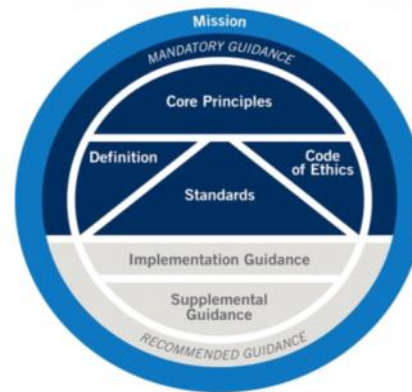 Mission
MANDATORY GUIDANCE
Core Principles
Definition
Code
of Ethics
Standards
Implementation Guidance
Supplemental
Guidance
RECOMMENDED GUIDANCE